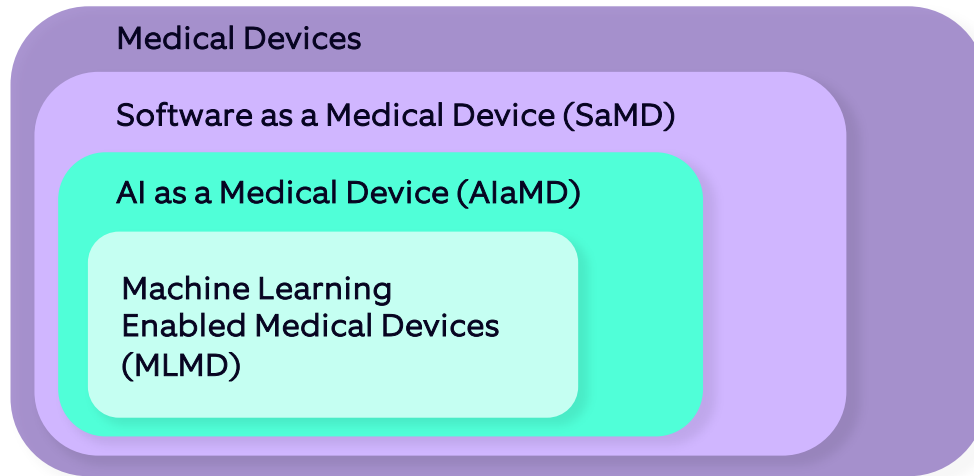 Medical Devices
Software as a Medical Device (SaMD)
AI as a Medical Device (AIaMD)
Machine Learning
Enabled Medical Devices
(MLMD)